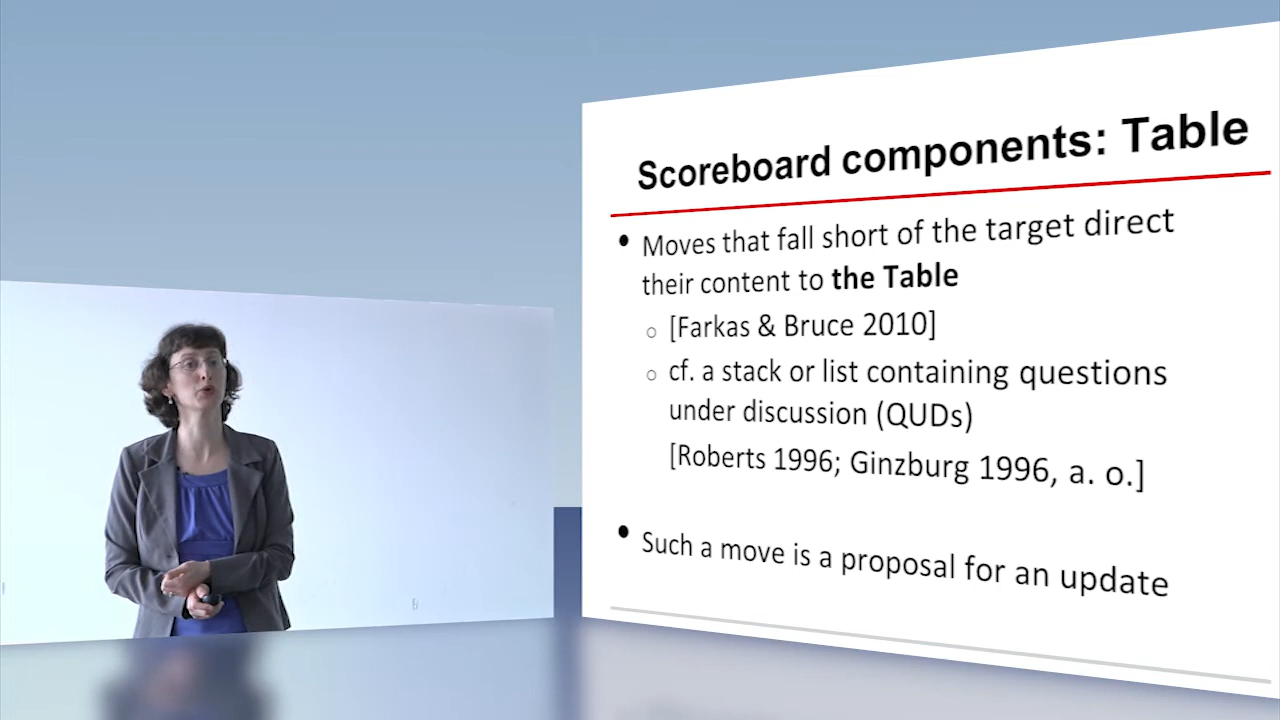 Scoreboard components: Table
• Moves that fall short of the target direct
their content to the Table
○ [Farkas & Bruce 2010]
○ cf. a stack or list containing questions
under discussion (QUDs)
[Roberts 1996; Ginzburg 1996, a. o.]
• Such a move is a proposal for an update